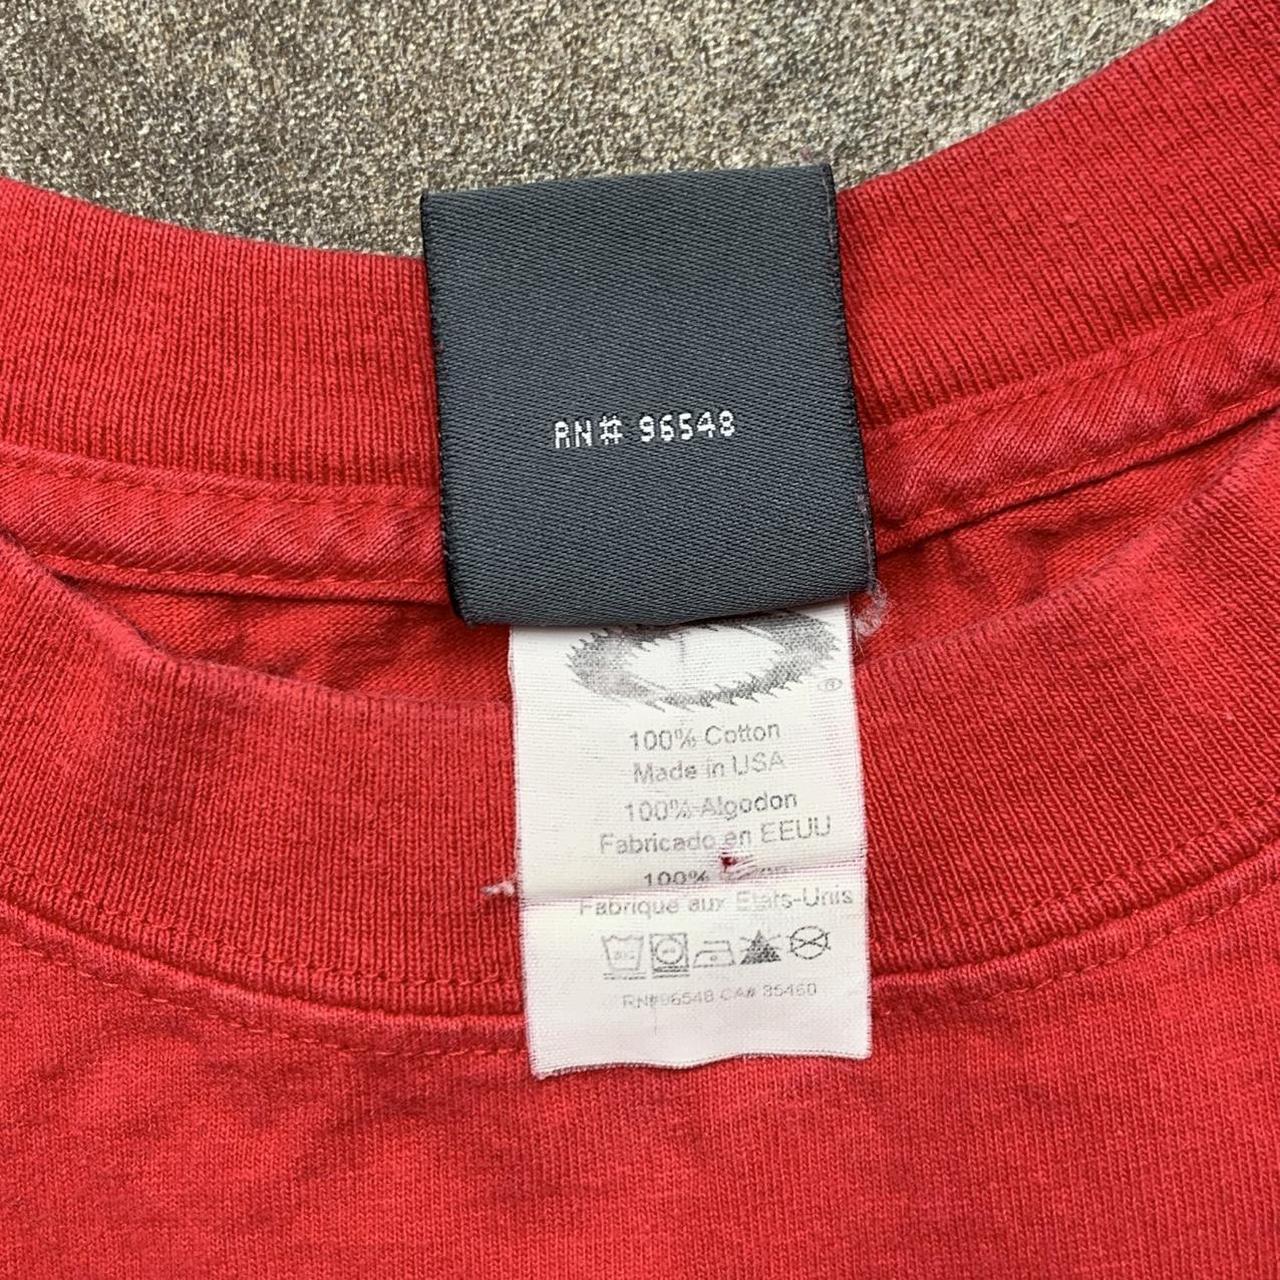 RN# 96548
®
100% Cotton
Made in USA
100% Algodon
Fabricado en EEUU
100%
Fabrique aux Etats-Unis
RN#96548 CA# 35460